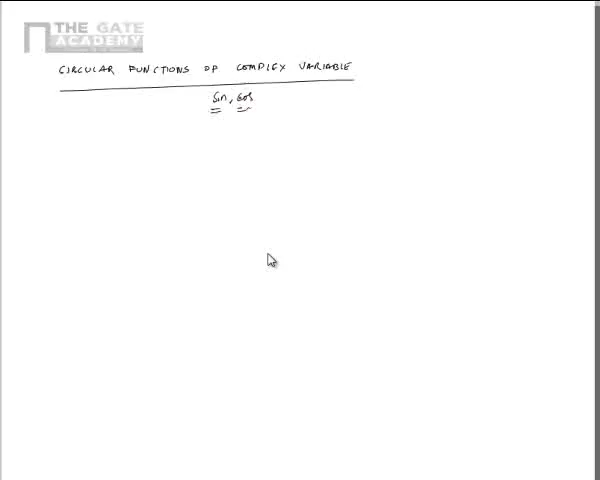 THE GATE
ACADEMY
CIRCULAR FUNCTIONS OF COMPLEX VARIABLE
Sin, Cos